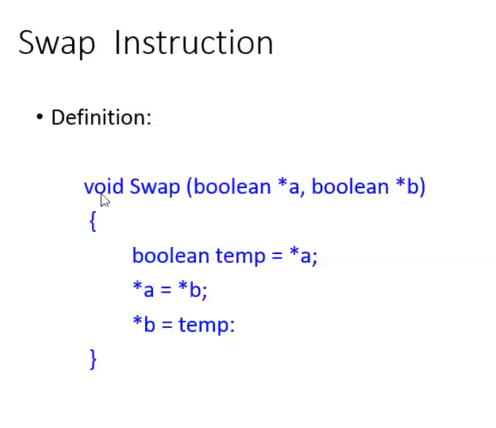 Swap Instruction
• Definition:
void Swap (boolean *a, boolean *b)
{
boolean temp = *a;
*a = *b;
*b = temp:
}